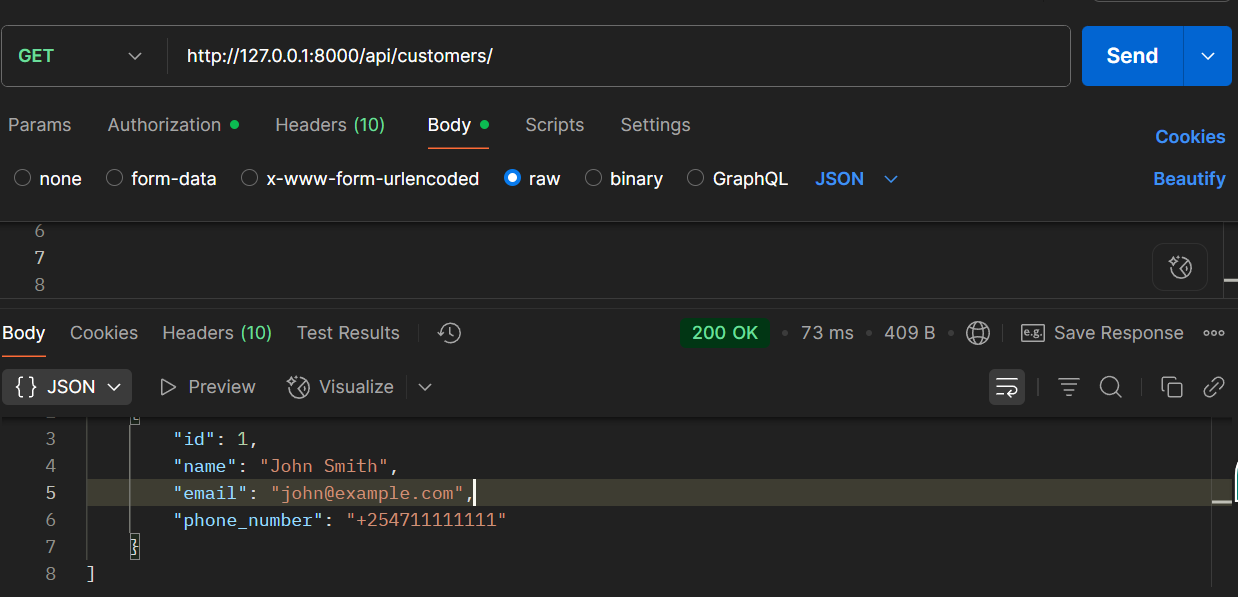 GET http://127.0.0.1:8000/api/customers/ Send
Params Authorization Headers (10) Body Scripts Settings Cookies
none form-data x-www-form-urlencoded raw binary GraphQL JSON Beautify
6
7
8
Body Cookies Headers (10) Test Results 200 OK • 73 ms • 409 B • e.g. Save Response
{} JSON Preview Visualize
3 "id": 1,
4 "name": "John Smith",
5 "email": "john@example.com",
6 "phone_number": "+254711111111"
7 }
8 ]